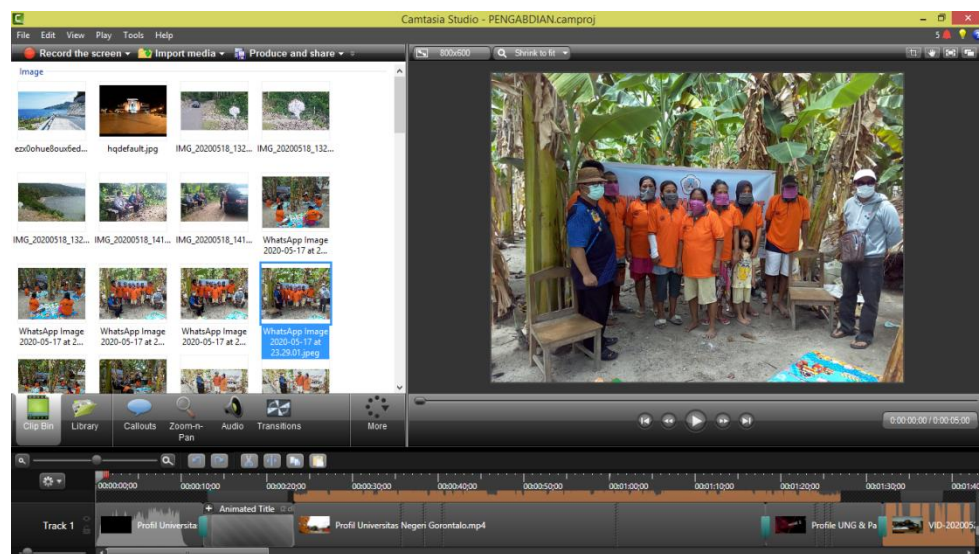 Camtasia Studio - PENGABDIAN.camproj
File Edit View Play Tools Help
5
Record the screen Import media Produce and share
800x600 Shrink to fit
Image
ezx0ohue8oux6ed... hqdefault.jpg IMG_20200518_132... IMG_20200518_132...
IMG_20200518_132... IMG_20200518_141... IMG_20200518_141... WhatsApp Image
2020-05-17 at 2...
WhatsApp Image WhatsApp Image WhatsApp Image WhatsApp Image
2020-05-17 at 2... 2020-05-17 at 2... 2020-05-17 at 2... 2020-05-17 at
23.29.01.jpeg
Clip Bin Library Callouts Zoom-n- Audio Transitions More
Pan
0:00:00;00 / 0:00:05;00
00:00:00;00 00:00:10;00 00:00:20;00 00:00:30;00 00:00:40;00 00:00:50;00 00:01:00;00 00:01:10;00 00:01:20;00 00:01:30;00 00:01:4
+ Animated Title
Track 1 Profil Universita Profil Universitas Negeri Gorontalo.mp4 Profile UNG & Pa VID-202005